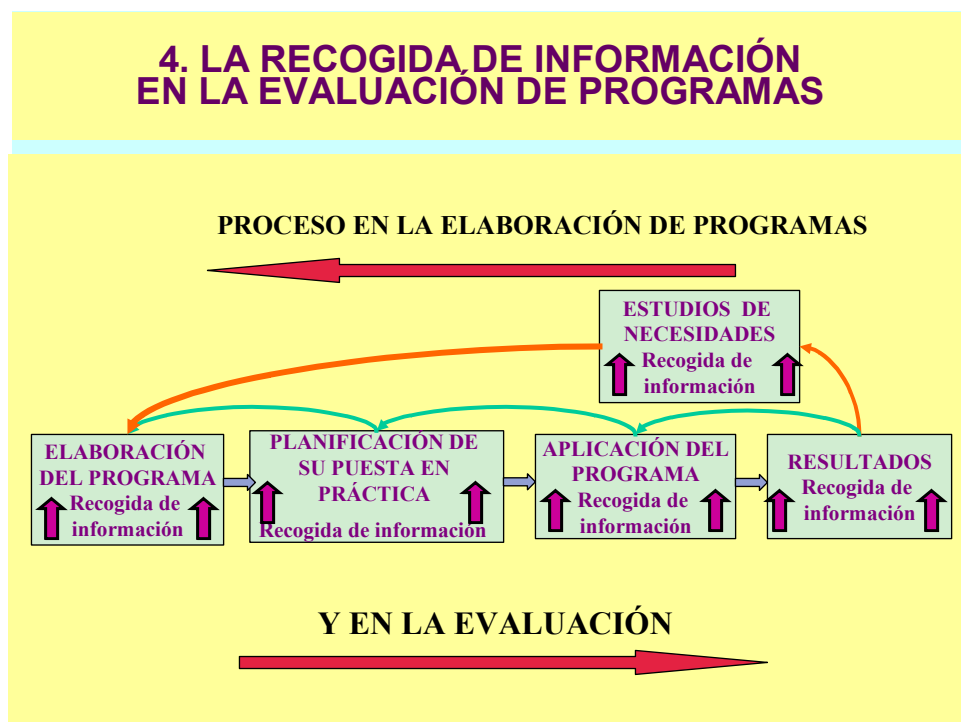 4. LA RECOGIDA DE INFORMACIÓN
EN LA EVALUACIÓN DE PROGRAMAS
PROCESO EN LA ELABORACIÓN DE PROGRAMAS
ESTUDIOS DE
NECESIDADES
Recogida de
información
ELABORACIÓN
DEL PROGRAMA
Recogida de
información
PLANIFICACIÓN DE
SU PUESTA EN
PRÁCTICA
Recogida de información
APLICACIÓN DEL
PROGRAMA
Recogida de
información
RESULTADOS
Recogida de
información
Y EN LA EVALUACIÓN